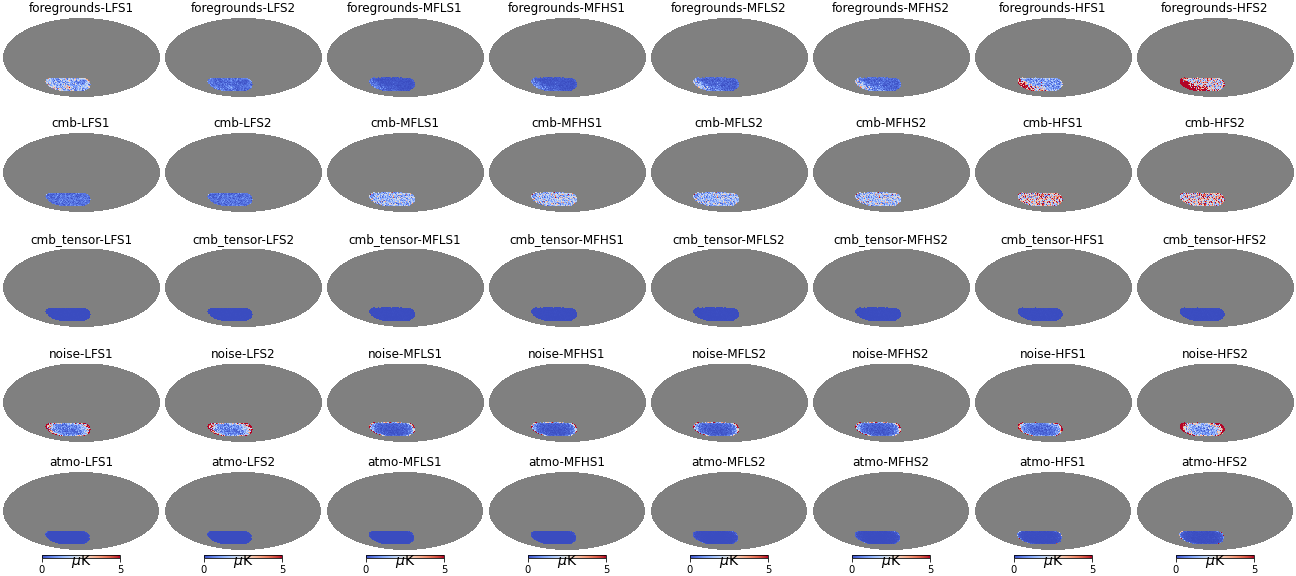 foregrounds-LFS1 foregrounds-LFS2 foregrounds-MFLS1 foregrounds-MFHS1 foregrounds-MFLS2 foregrounds-MFHS2 foregrounds-HFS1 foregrounds-HFS2
cmb-LFS1 cmb-LFS2 cmb-MFLS1 cmb-MFHS1 cmb-MFLS2 cmb-MFHS2 cmb-HFS1 cmb-HFS2
cmb_tensor-LFS1 cmb_tensor-LFS2 cmb_tensor-MFLS1 cmb_tensor-MFHS1 cmb_tensor-MFLS2 cmb_tensor-MFHS2 cmb_tensor-HFS1 cmb_tensor-HFS2
noise-LFS1 noise-LFS2 noise-MFLS1 noise-MFHS1 noise-MFLS2 noise-MFHS2 noise-HFS1 noise-HFS2
atmo-LFS1 atmo-LFS2 atmo-MFLS1 atmo-MFHS1 atmo-MFLS2 atmo-MFHS2 atmo-HFS1 atmo-HFS2
μK μK μK μK μK μK μK μK
0 5 0 5 0 5 0 5 0 5 0 5 0 5 0 5